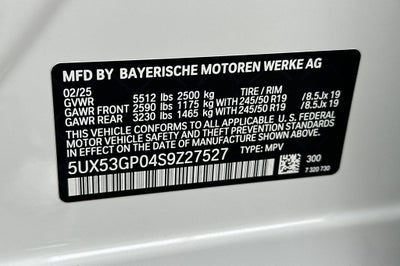 MFD BY BAYERISCHE MOTOREN WERKE AG
02/25
GVWR 5512 lbs 2500 kg TIRE / RIM
GAWR FRONT 2590 lbs 1175 kg WITH 245/50 R19 /8.5Jx 19
GAWR REAR 3230 lbs 1465 kg WITH 245/50 R19 /8.5Jx 19
THIS VEHICLE CONFORMS TO ALL APPLICABLE U. S. FEDERAL
MOTOR VEHICLE SAFETY, BUMPER, AND THEFT PREVENTION
STANDARDS IN EFFECT ON THE DATE OF MANUFACTURE SHOWN ABOVE.
5UX53GP04S9Z27527 TYPE: MPV
300
7 320 730